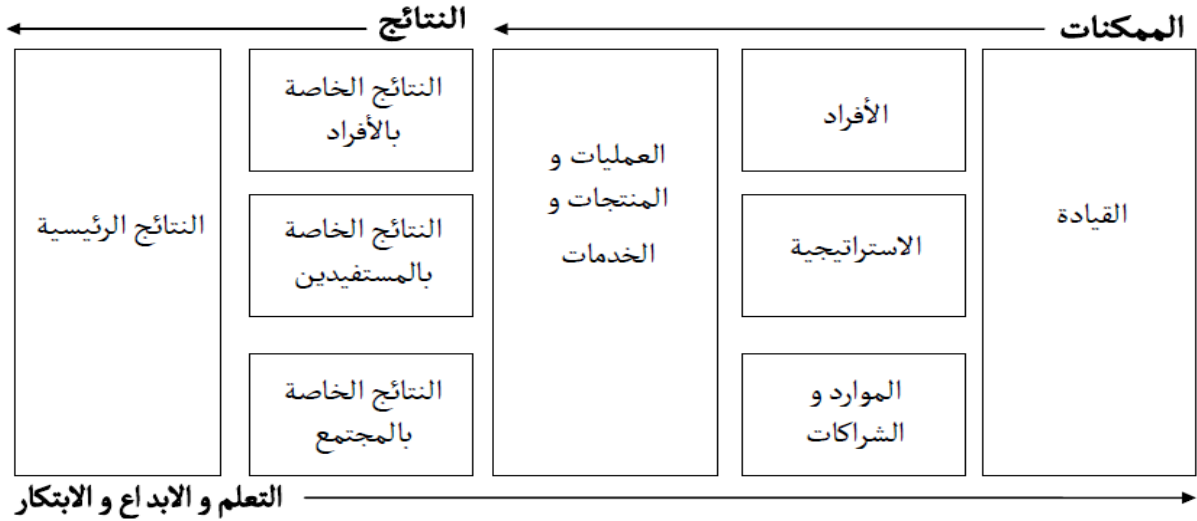 الممكنات
النتائج
القيادة
الأفراد
الاستراتيجية
الموارد و
الشراكات
العمليات و
المنتجات و
الخدمات
النتائج الخاصة
بالأفراد
النتائج الخاصة
بالمستفيدين
النتائج الخاصة
بالمجتمع
النتائج الرئيسية
التعلم و الابداع و الابتكار